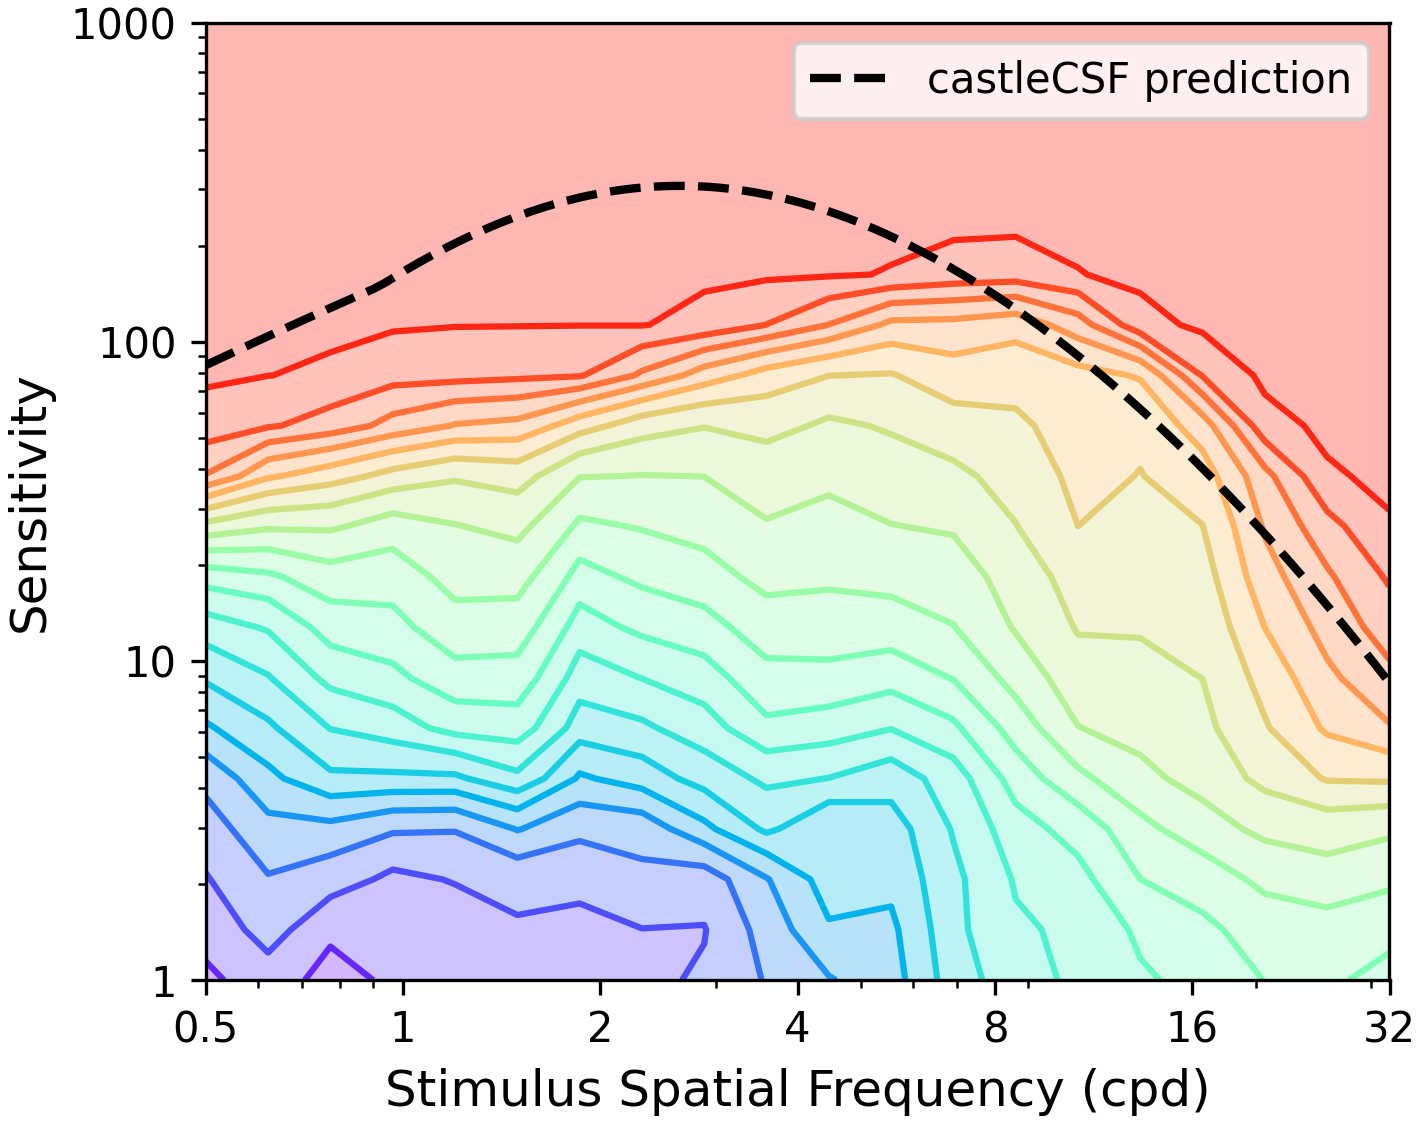 1000
castleCSF prediction
100
Sensitivity
10
1
0.5 1 2 4 8 16 32
Stimulus Spatial Frequency (cpd)